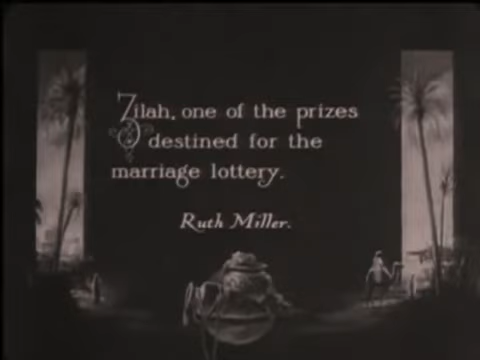 Zilah, one of the prizes
destined for the
marriage lottery.
Ruth Miller.